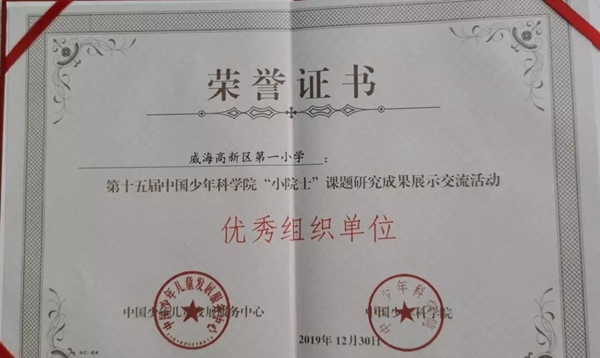 荣誉证书
威海高新区第一小学：
第十五届中国少年科学院“小院士”课题研究成果展示交流活动
优秀组织单位
中国少年儿童发展服务中心 中国少年科学院
2019年12月30日